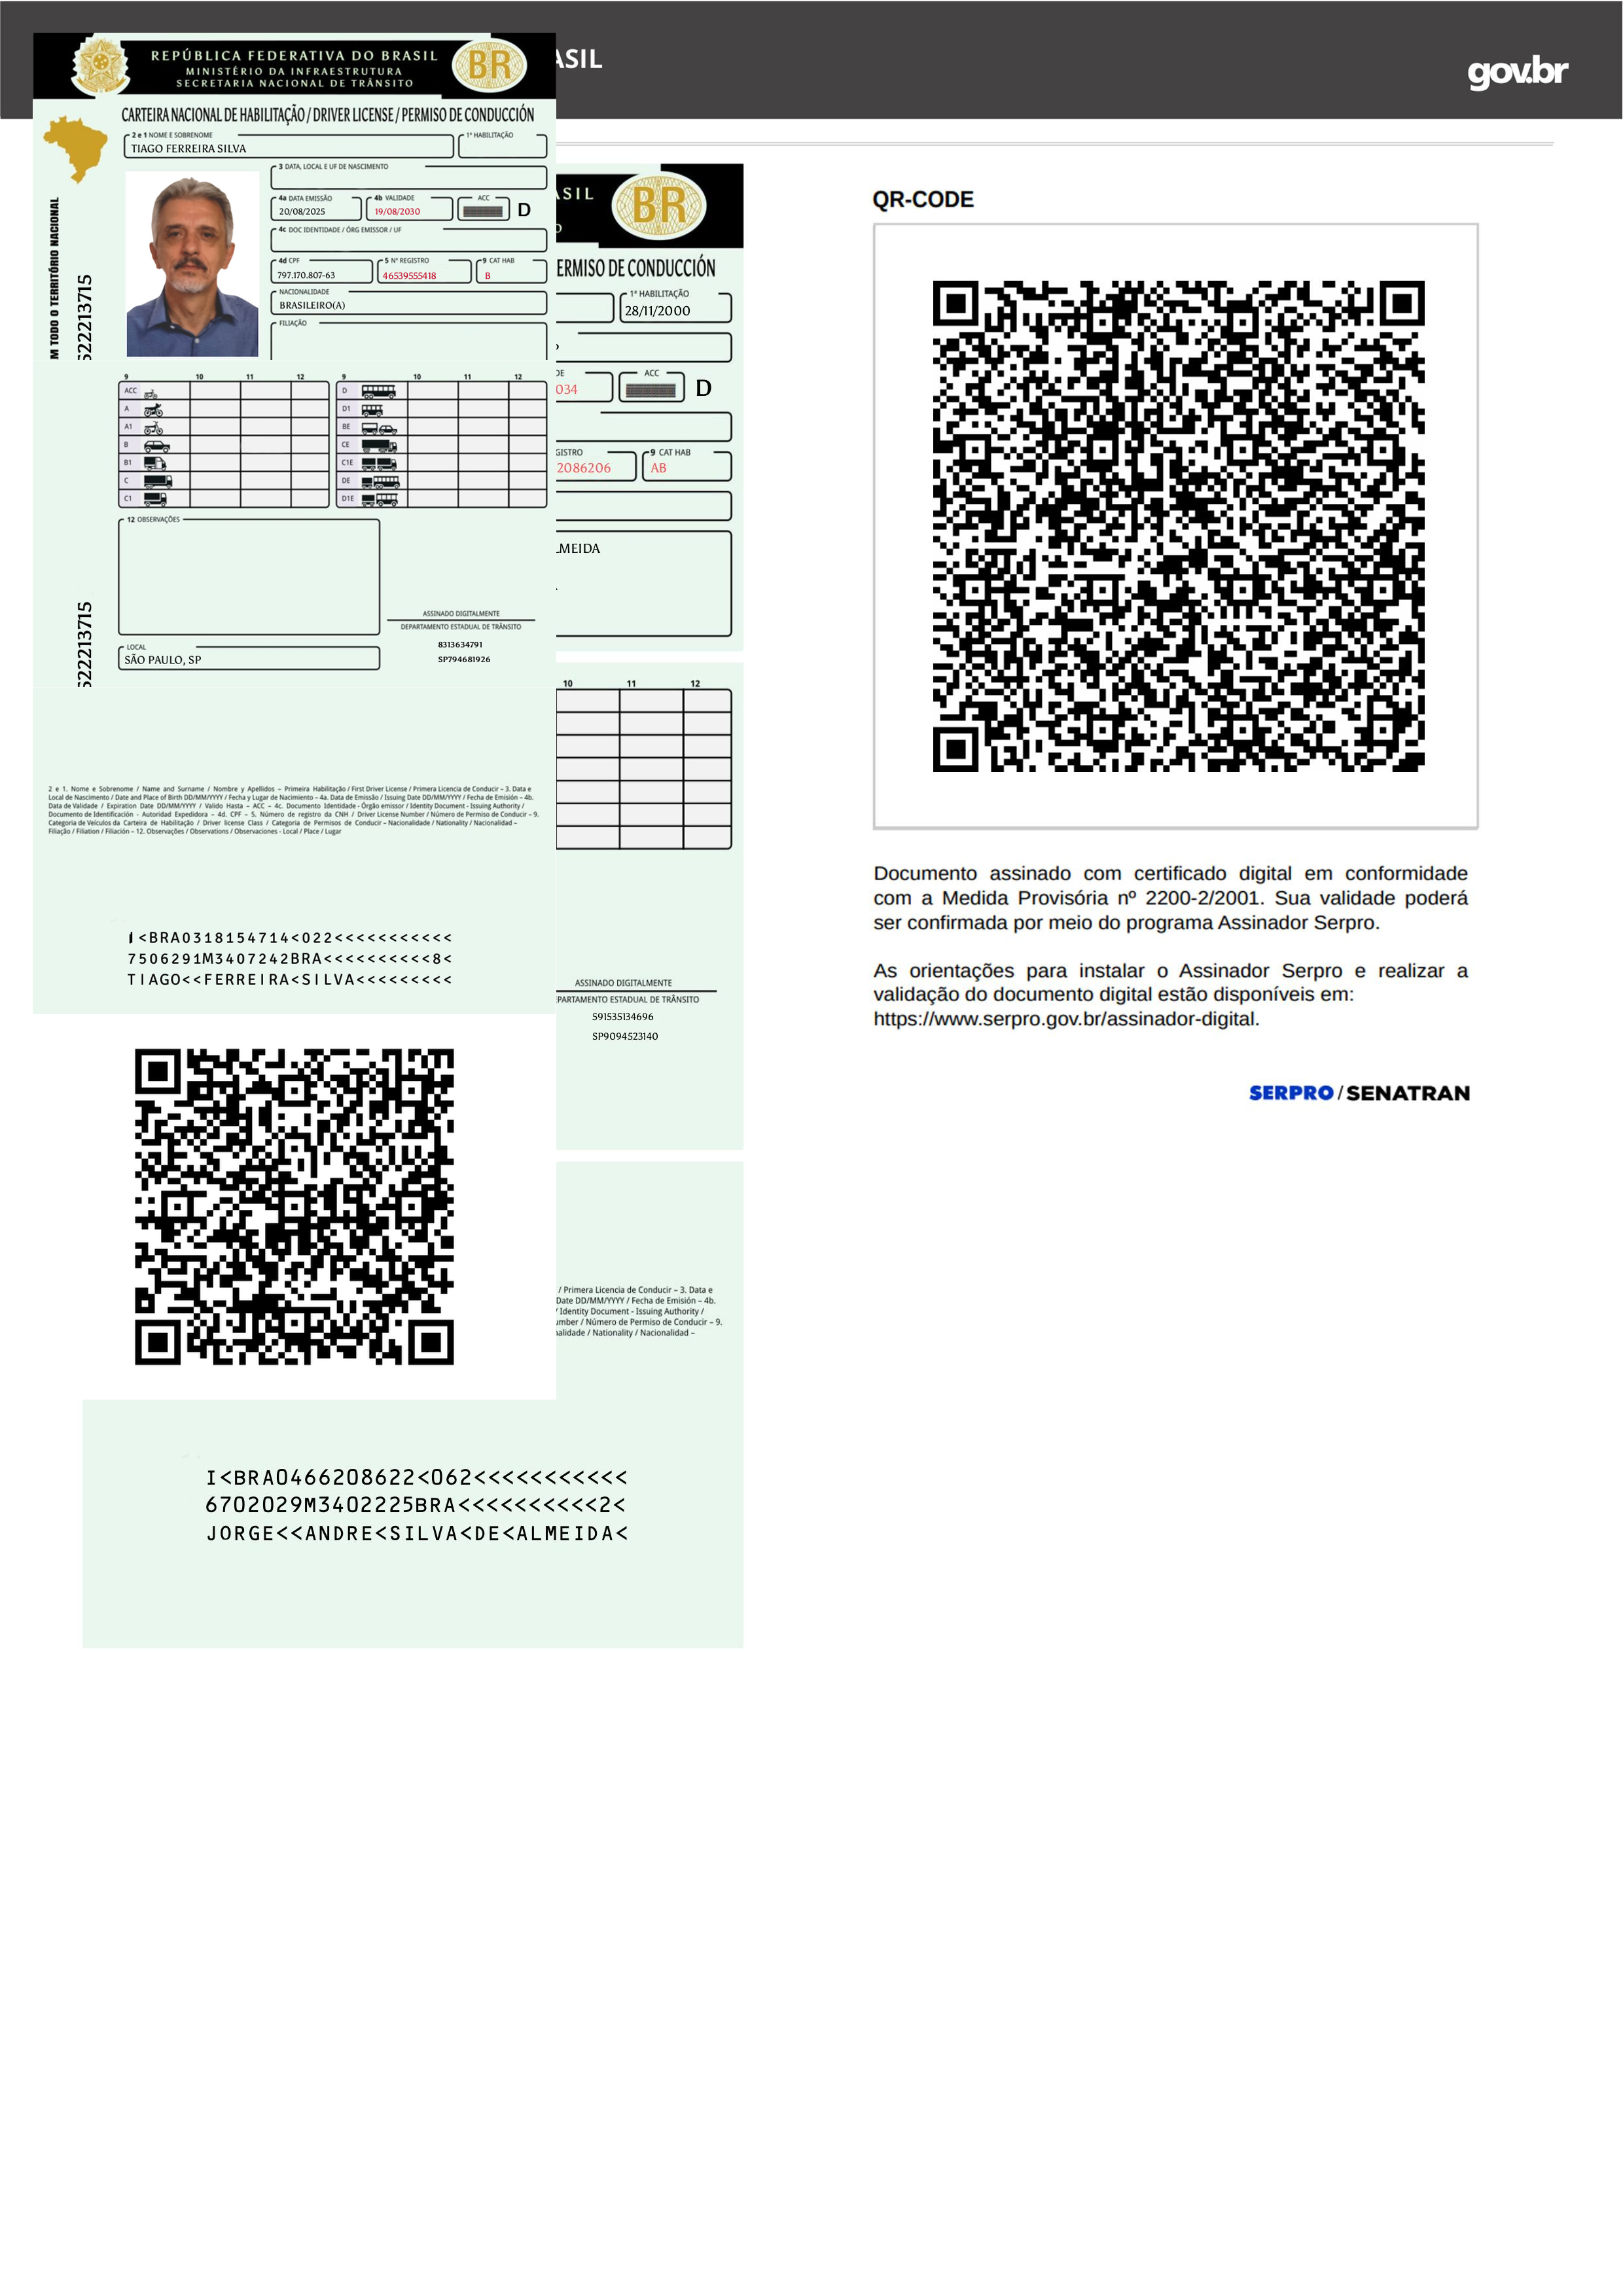 REPÚBLICA FEDERATIVA DO BRASIL
MINISTÉRIO DA INFRAESTRUTURA
SECRETARIA NACIONAL DE TRÂNSITO
BR
ASIL
gov.br
CARTEIRA NACIONAL DE HABILITAÇÃO / DRIVER LICENSE / PERMISO DE CONDUCCIÓN
2 e 1 NOME E SOBRENOME
1ª HABILITAÇÃO
TIAGO FERREIRA SILVA
3 DATA, LOCAL E UF DE NASCIMENTO
4a DATA EMISSÃO
4b VALIDADE
ACC
20/08/2025
19/08/2030
D
4c DOC IDENTIDADE / ÓRG EMISSOR / UF
4d CPF
5 Nº REGISTRO
9 CAT HAB
797.170.807-63
46539555418
B
NACIONALIDADE
BRASILEIRO(A)
FILIAÇÃO
M TODO O TERRITÓRIO NACIONAL
522213715
9 10 11 12 9 10 11 12
ACC D
A D1
A1 BE
B CE
B1 C1E
C DE
C1 D1E
12 OBSERVAÇÕES
ASSINADO DIGITALMENTE
DEPARTAMENTO ESTADUAL DE TRÂNSITO
8313634791
SP794681926
LOCAL
SÃO PAULO, SP
522213715
2 e 1. Nome e Sobrenome / Name and Surname / Nombre y Apellidos – Primeira Habilitação / First Driver License / Primera Licencia de Conducir – 3. Data e
Local de Nascimento / Date and Place of Birth DD/MM/YYYY / Fecha y Lugar de Nacimiento – 4a. Data de Emissão / Issuing Date DD/MM/YYYY / Fecha de Emisión – 4b.
Data de Validade / Expiration Date DD/MM/YYYY / Valido Hasta – ACC – 4c. Documento Identidade - Órgão emissor / Identity Document - Issuing Authority /
Documento de Identificación - Autoridad Expedidora – 4d. CPF – 5. Número de registro da CNH / Driver License Number / Número de Permiso de Conducir – 9.
Categoria de Veículos da Carteira de Habilitação / Driver license Class / Categoria de Permisos de Conducir – Nacionalidade / Nationality / Nacionalidad –
Filiação / Filiation / Filiación – 12. Observações / Observations / Observaciones - Local / Place / Lugar
I<BRA0318154714<022<<<<<<<<<<<
7506291M3407242BRA<<<<<<<<<<8<
TIAGO<<FERREIRA<SILVA<<<<<<<<<
SIL
BR
O
ERMISO DE CONDUCCIÓN
1ª HABILITAÇÃO
28/11/2000
DE
ACC
034
D
GISTRO
9 CAT HAB
2086206
AB
LMEIDA
10 11 12
ASSINADO DIGITALMENTE
PARTAMENTO ESTADUAL DE TRÂNSITO
591535134696
SP9094523140
/ Primera Licencia de Conducir – 3. Data e
Date DD/MM/YYYY / Fecha de Emisión – 4b.
/ Identity Document - Issuing Authority /
umber / Número de Permiso de Conducir – 9.
nalidade / Nationality / Nacionalidad –
I<BRA0466208622<062<<<<<<<<<<<
6702029M3402225BRA<<<<<<<<<<2<
JORGE<<ANDRE<SILVA<DE<ALMEIDA<
QR-CODE
Documento assinado com certificado digital em conformidade
com a Medida Provisória nº 2200-2/2001. Sua validade poderá
ser confirmada por meio do programa Assinador Serpro.
As orientações para instalar o Assinador Serpro e realizar a
validação do documento digital estão disponíveis em:
https://www.serpro.gov.br/assinador-digital.
SERPRO / SENATRAN